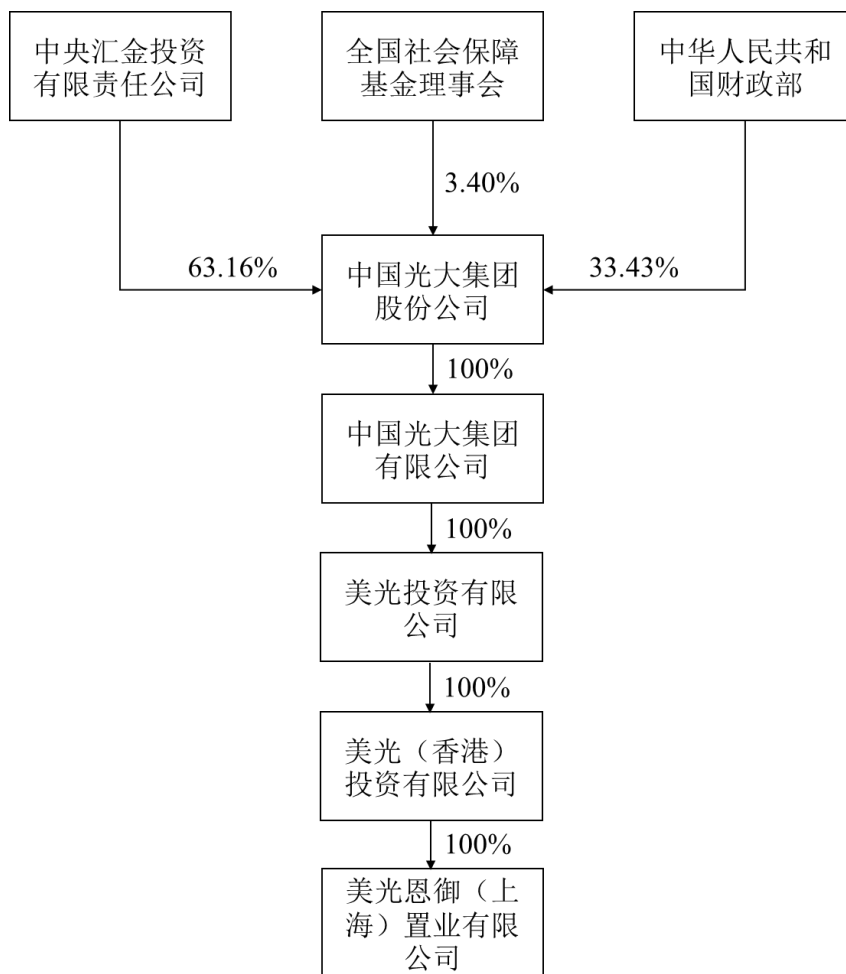 中央汇金投资
有限责任公司
全国社会保障
基金理事会
中华人民共和
国财政部
3.40%
63.16%
33.43%
中国光大集团
股份公司
100%
中国光大集团
有限公司
100%
美光投资有限
公司
100%
美光（香港）
投资有限公司
100%
美光恩御（上
海）置业有限
公司